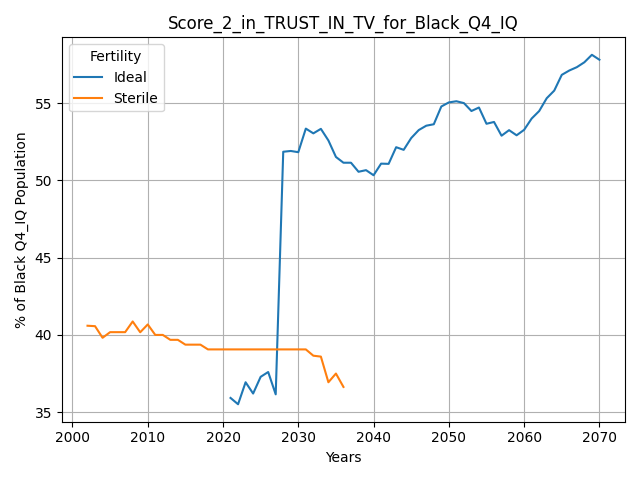 Score_2_in_TRUST_IN_TV_for_Black_Q4_IQ
Fertility
Ideal
Sterile
% of Black Q4_IQ Population
55
50
45
40
35
2000 2010 2020 2030 2040 2050 2060 2070
Years